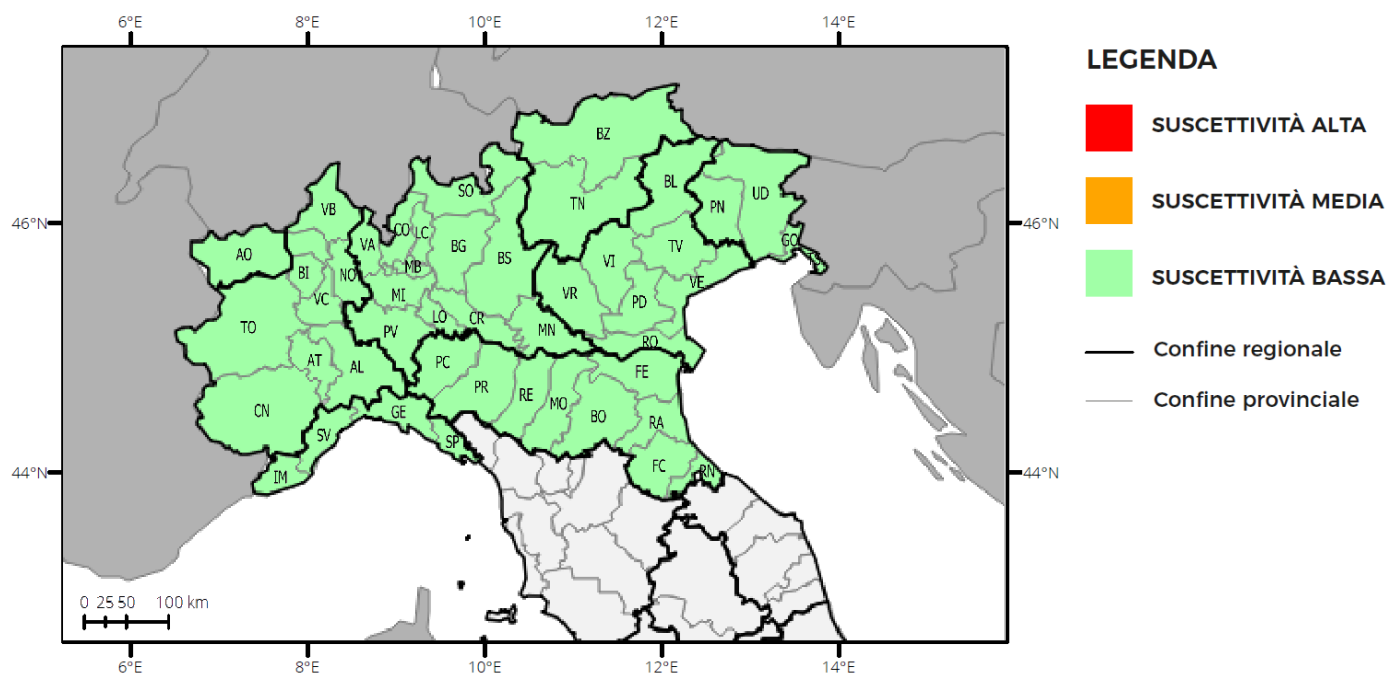 6°E 8°E 10°E 12°E 14°E
LEGENDA
SUSCETTIVITÀ ALTA
SUSCETTIVITÀ MEDIA
SUSCETTIVITÀ BASSA
Confine regionale
Confine provinciale
BZ
SO
BL
UD
VB
TN
PN
46°N
46°N
CO
LC
VA
BG
TV
GO
AO
BS
VI
BI
NO
MB
VE
VC
MI
VR
PD
TO
PV
LO
CR
MN
RO
AT
AL
PC
PR
RE
MO
FE
CN
GE
BO
RA
SV
SP
44°N
IM
FC
RN
44°N
0 25 50 100 km
6°E 8°E 10°E 12°E 14°E